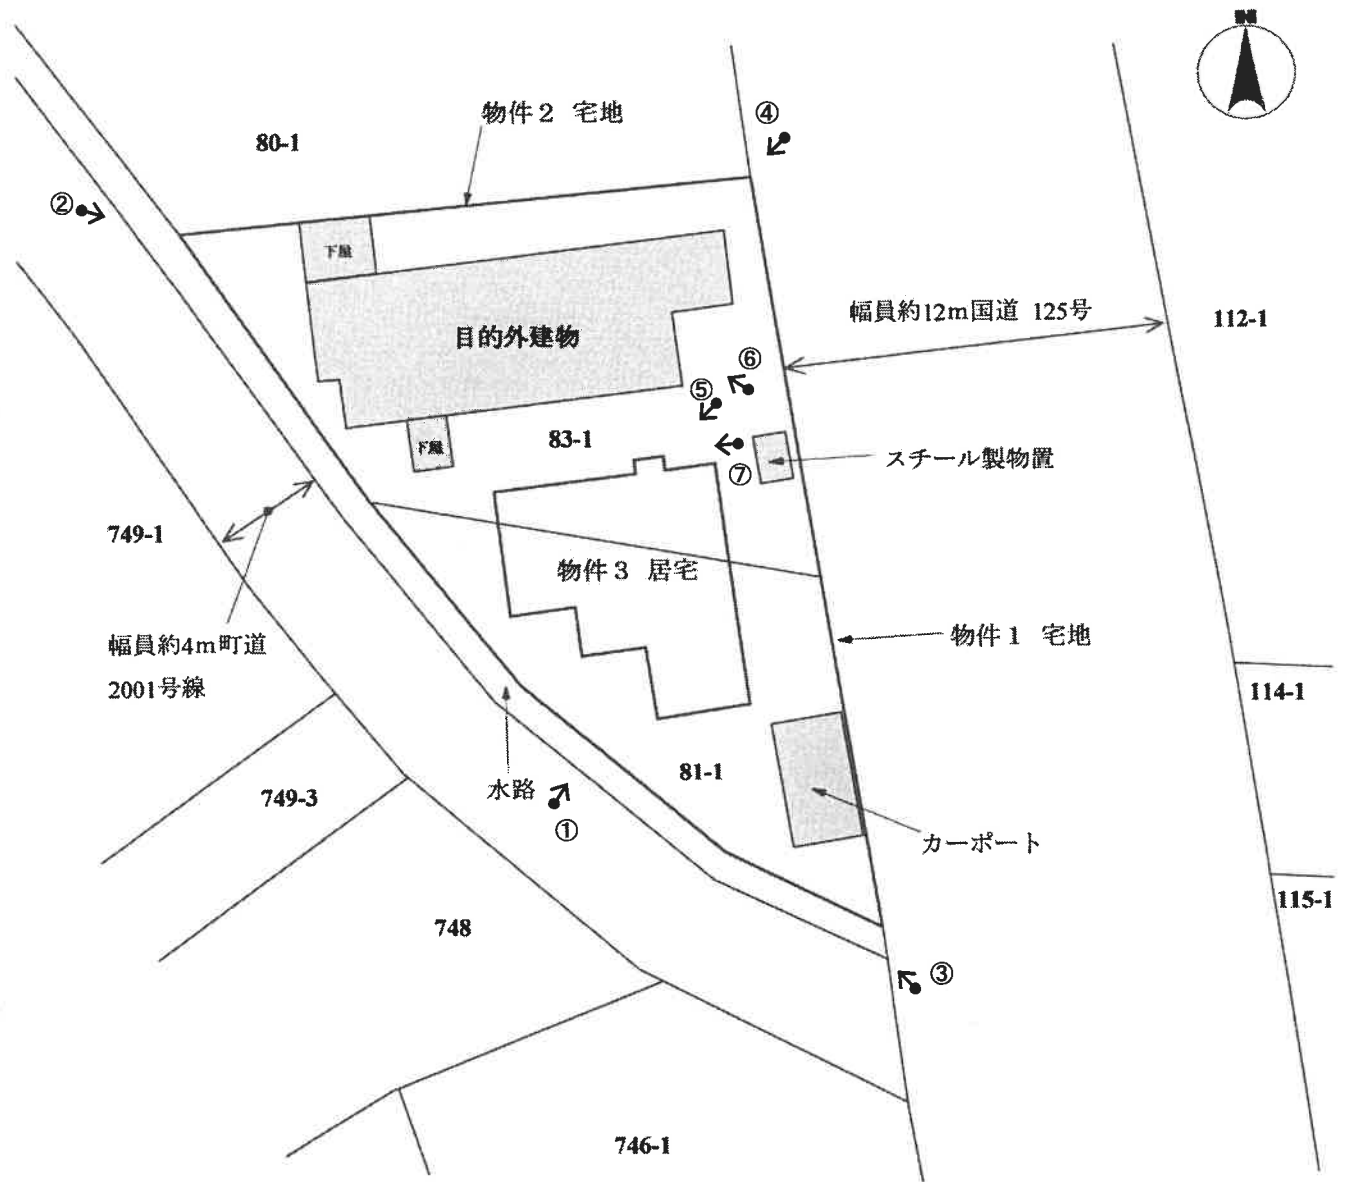 N
④
物件２ 宅地
80-1
②
下屋
幅員約12m国道 125号
112-1
目的外建物
⑥
⑤
83-1
下屋
⑦
スチール製物置
749-1
物件３ 居宅
幅員約4m町道
2001号線
物件１ 宅地
114-1
81-1
水路
749-3
①
カーポート
115-1
748
③
746-1